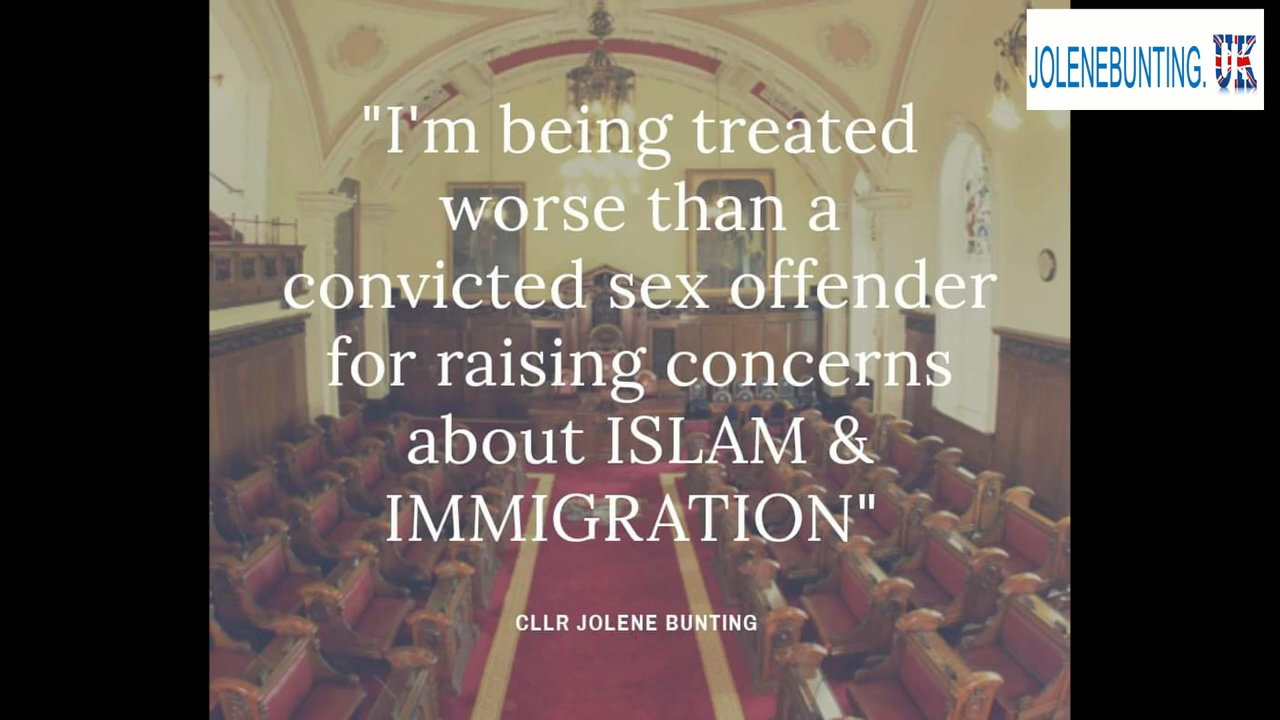 JOLENEBUNTING.UK
"I'm being treated
worse than a
convicted sex offender
for raising concerns
about ISLAM &
IMMIGRATION"
CLLR JOLENE BUNTING